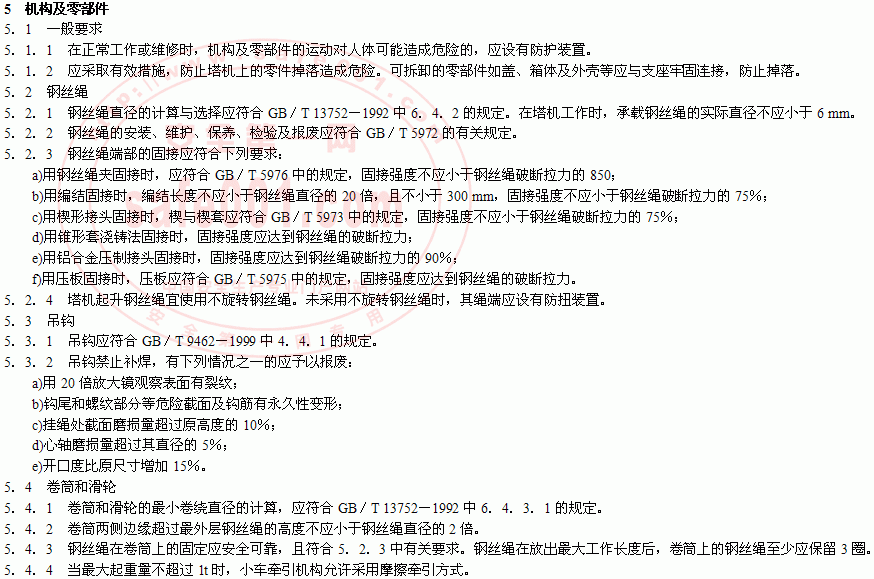 5 机构及零部件
5．1 一般要求
5．1．1 在正常工作或维修时，机构及零部件的运动对人体可能造成危险的，应设有防护装置。
5．1．2 应采取有效措施，防止塔机上的零件掉落造成危险。可拆卸的零部件如盖、箱体及外壳等应与支座牢固连接，防止掉落。
5．2 钢丝绳
5．2．1 钢丝绳直径的计算与选择应符合 GB／T 13752－1992 中 6．4．2 的规定。在塔机工作时，承载钢丝绳的实际直径不应小于 6 mm。
5．2．2 钢丝绳的安装、维护、保养、检验及报废应符合 GB／T 5972 的有关规定。
5．2．3 钢丝绳端部的固接应符合下列要求：
a)用钢丝绳夹固接时，应符合 GB／T 5976 中的规定，固接强度不应小于钢丝绳破断拉力的 850；
b)用编结固接时，编结长度不应小于钢丝绳直径的 20 倍，且不小于 300 mm，固接强度不应小于钢丝绳破断拉力的 75％；
c)用楔形接头固接时，楔与楔套应符合 GB／T 5973 中的规定，固接强度不应小于钢丝绳破断拉力的 75％；
d)用锥形套浇铸法固接时，固接强度应达到钢丝绳的破断拉力；
e)用铝合金压制接头固接时，固接强度应达到钢丝绳破断拉力的 90％；
f)用压板固接时，压板应符合 GB／T 5975 中的规定，固接强度应达到钢丝绳的破断拉力。
5．2．4 塔机起升钢丝绳宜使用不旋转钢丝绳。未采用不旋转钢丝绳时，其绳端应设有防扭装置。
5．3 吊钩
5．3．1 吊钩应符合 GB／T 9462－1999 中 4．4．1 的规定。
5．3．2 吊钩禁止补焊，有下列情况之一的应予以报废：
a)用 20 倍放大镜观察表面有裂纹；
b)钩尾和螺纹部分等危险截面及钩筋有永久性变形；
c)挂绳处截面磨损量超过原高度的 10％；
d)心轴磨损量超过其直径的 5％；
e)开口度比原尺寸增加 15％。
5．4 卷筒和滑轮
5．4．1 卷筒和滑轮的最小卷绕直径的计算，应符合 GB／T 13752－1992 中 6．4．3．1 的规定。
5．4．2 卷筒两侧边缘超过最外层钢丝绳的高度不应小于钢丝绳直径的 2 倍。
5．4．3 钢丝绳在卷筒上的固定应安全可靠，且符合 5．2．3 中有关要求。钢丝绳在放出最大工作长度后，卷筒上的钢丝绳至少应保留 3 圈。
5．4．4 当最大起重量不超过 1t 时，小车牵引机构允许采用摩擦牵引方式。